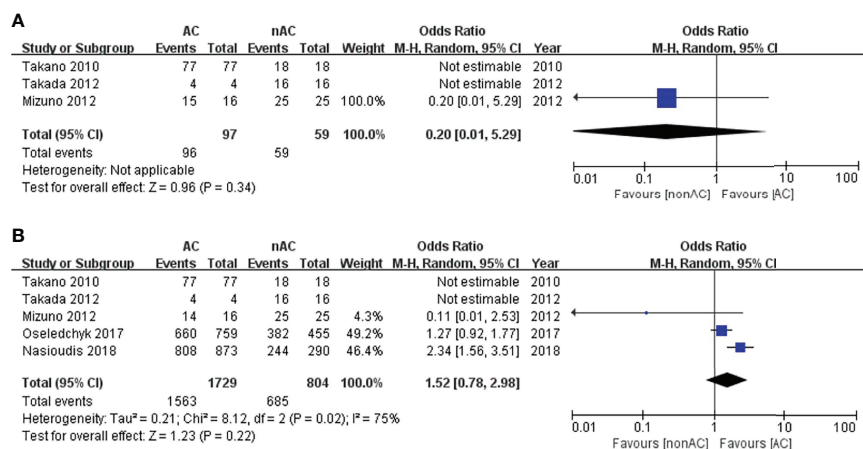 A
AC nAC Odds Ratio Odds Ratio
Study or Subgroup Events Total Events Total Weight M-H, Random, 95% CI Year M-H, Random, 95% CI
Takano 2010 77 77 18 18 Not estimable 2010
Takada 2012 4 4 16 16 Not estimable 2012
Mizuno 2012 15 16 25 25 100.0% 0.20 [0.01, 5.29] 2012
Total (95% CI) 97 59 100.0% 0.20 [0.01, 5.29]
Total events 96 59
Heterogeneity: Not applicable
Test for overall effect: Z = 0.96 (P = 0.34)
0.01 0.1 1 10 100
Favours [nonAC] Favours [AC]
B
AC nAC Odds Ratio Odds Ratio
Study or Subgroup Events Total Events Total Weight M-H, Random, 95% CI Year M-H, Random, 95% CI
Takano 2010 77 77 18 18 Not estimable 2010
Takada 2012 4 4 16 16 Not estimable 2012
Mizuno 2012 14 16 25 25 4.3% 0.11 [0.01, 2.53] 2012
Oseledchyk 2017 660 759 382 455 49.2% 1.27 [0.92, 1.77] 2017
Nasioudis 2018 808 873 244 290 46.4% 2.34 [1.56, 3.51] 2018
Total (95% CI) 1729 804 100.0% 1.52 [0.78, 2.98]
Total events 1563 685
Heterogeneity: Tau² = 0.21; Chi² = 8.12, df = 2 (P = 0.02); I² = 75%
Test for overall effect: Z = 1.23 (P = 0.22)
0.01 0.1 1 10 100
Favours [nonAC] Favours [AC]